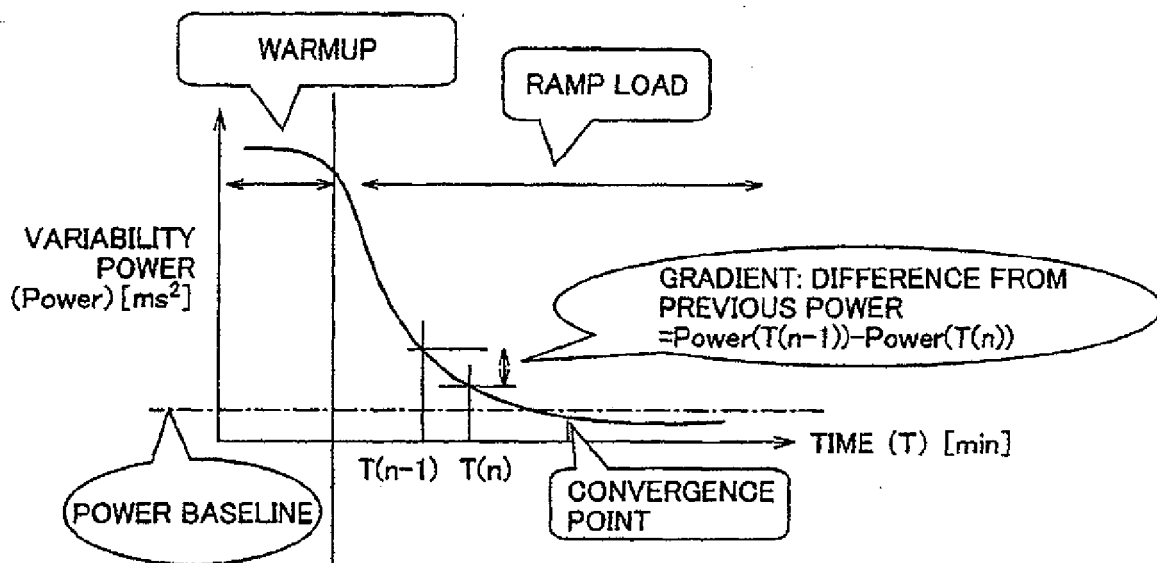 WARMUP
RAMP LOAD
VARIABILITY
POWER
(Power) [ms²]
GRADIENT: DIFFERENCE FROM
PREVIOUS POWER
=Power(T(n-1))-Power(T(n))
TIME (T) [min]
T(n-1)
T(n)
POWER BASELINE
CONVERGENCE
POINT